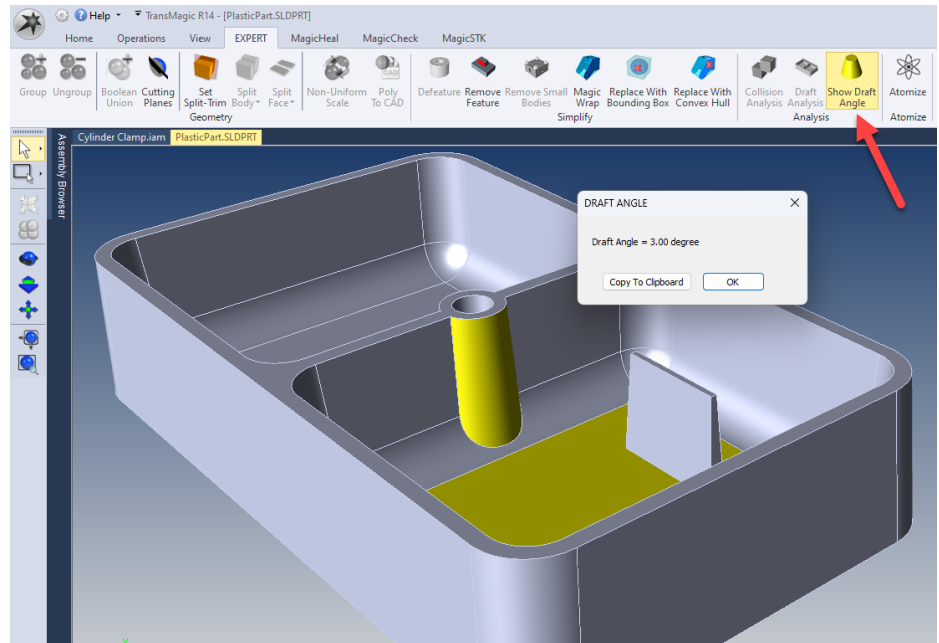 Help TransMagic R14 - [PlasticPart.SLDPRT]
Home Operations View EXPERT MagicHeal MagicCheck MagicSTK
Group Ungroup Boolean Union Cutting Planes Set Split-Trim Split Body Split Face Non-Uniform Scale Poly To CAD Defeature Remove Feature Remove Small Bodies Magic Wrap Replace With Bounding Box Replace With Convex Hull Collision Analysis Draft Analysis Show Draft Angle Atomize
Geometry Simplify Analysis Atomize
Cylinder Clamp.iam PlasticPart.SLDPRT
Assembly Browser
DRAFT ANGLE
Draft Angle = 3.00 degree
Copy To Clipboard OK
Y